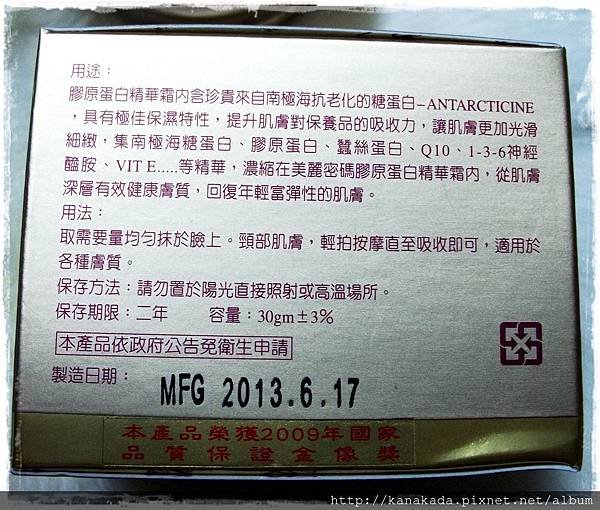 用途：
膠原蛋白精華霜內含珍貴來自南極海抗老化的糖蛋白-ANTARCTICINE
，具有極佳保濕特性，提升肌膚對保養品的吸收力，讓肌膚更加光滑
細緻，集南極海糖蛋白、膠原蛋白、蠶絲蛋白、Q10、1-3-6神經
醯胺、VIT E.....等精華，濃縮在美麗密碼膠原蛋白精華霜內，從肌膚
深層有效健康膚質，回復年輕富彈性的肌膚。
用法：
取需要量均勻抹於臉上。頸部肌膚，輕拍按摩直至吸收即可，適用於
各種膚質。
保存方法：請勿置於陽光直接照射或高溫場所。
保存期限：二年 容量：30gm±3%
本產品依政府公告免衛生申請
製造日期： MFG 2013.6.17
本產品榮獲2009年國家
品質保證金像獎
http://kanakada.pixnet.net/album